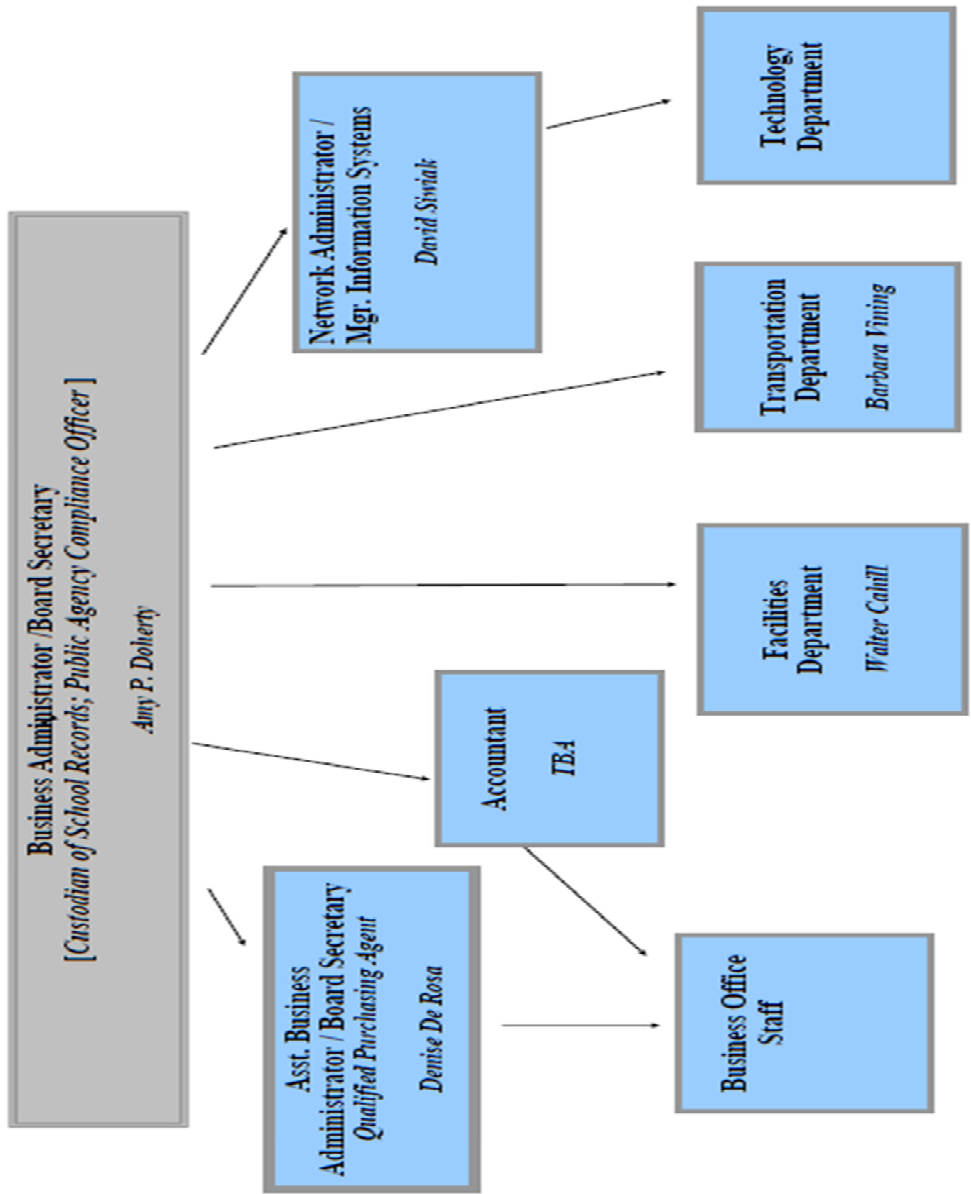 Business Administrator /Board Secretary
[Custodian of School Records; Public Agency Compliance Officer ]
Amy P. Doherty
Asst. Business
Administrator / Board Secretary
Qualified Purchasing Agent
Denise De Rosa
Accountant
TBA
Network Administrator /
Mgr. Information Systems
David Siwiak
Business Office
Staff
Facilities
Department
Walter Cahill
Transportation
Department
Barbara Vining
Technology
Department